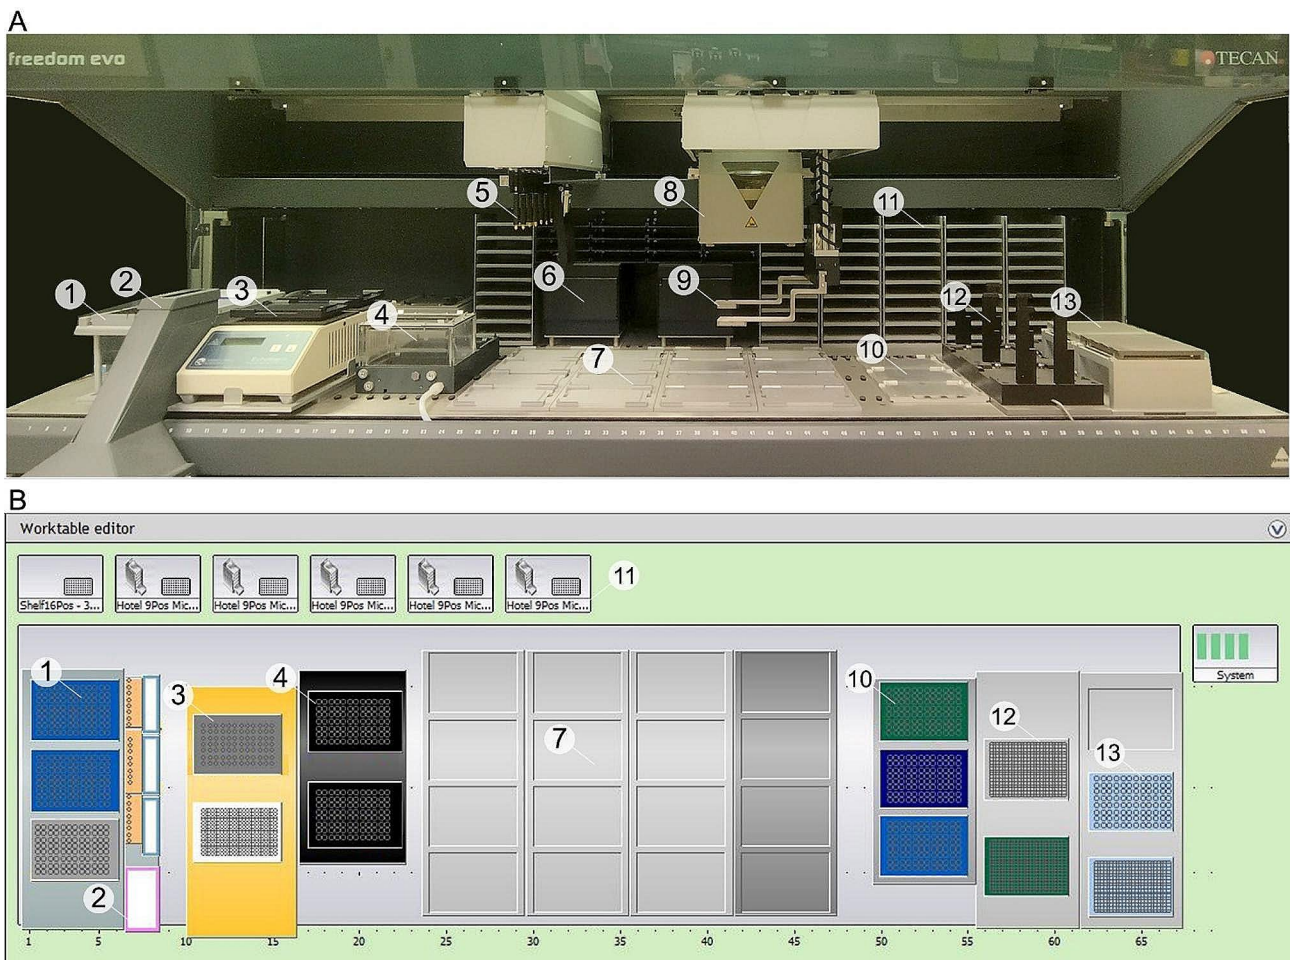 A
freedom evo
TECAN
1
2
3
4
5
6
7
8
9
10
11
12
13
B
Worktable editor
Shelf16Pos - 3...
Hotel 9Pos Mic...
Hotel 9Pos Mic...
Hotel 9Pos Mic...
Hotel 9Pos Mic...
Hotel 9Pos Mic...
11
System
1
2
3
4
7
10
12
13
1 5 10 15 20 25 30 35 40 45 50 55 60 65